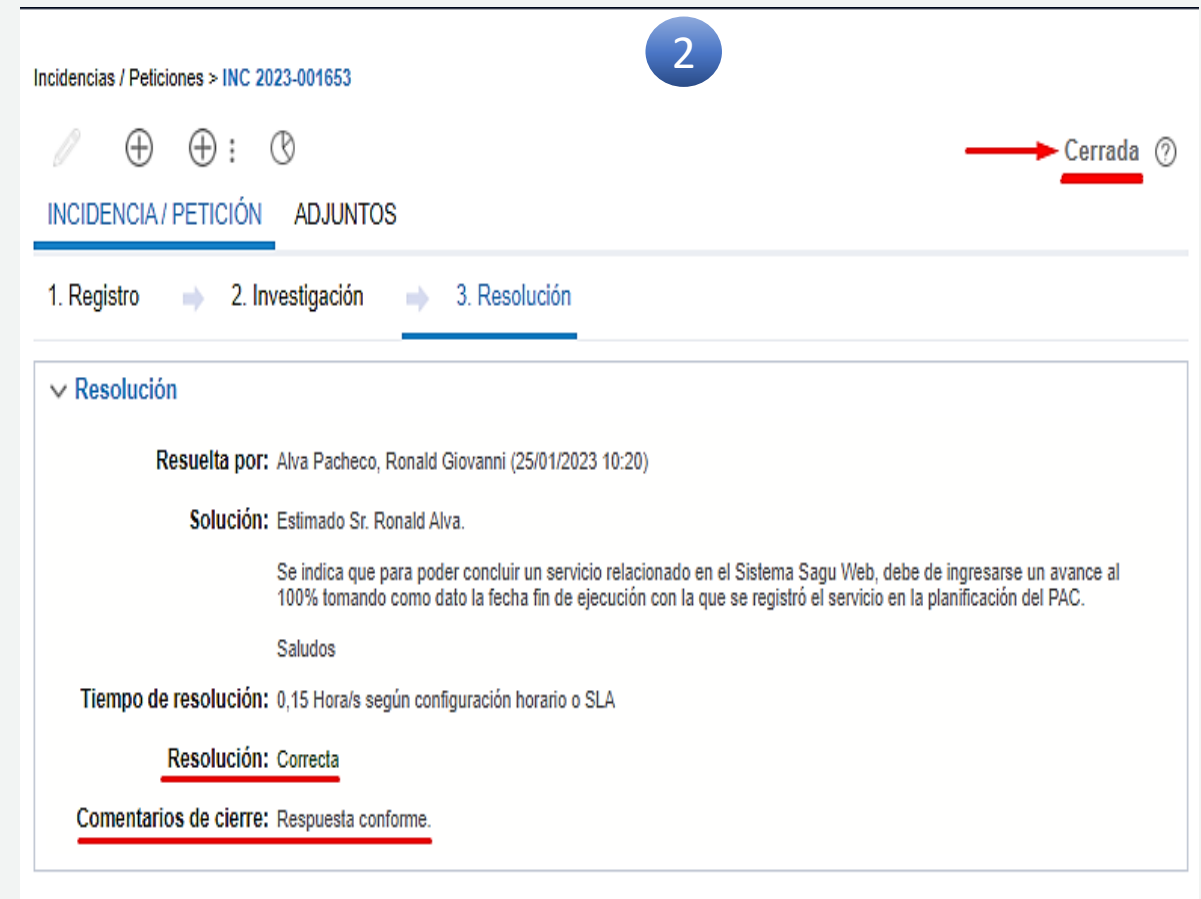 2
Incidencias / Peticiones > INC 2023-001653
Cerrada ?
INCIDENCIA / PETICIÓN ADJUNTOS
1. Registro 2. Investigación 3. Resolución
Resolución
Resuelta por: Alva Pacheco, Ronald Giovanni (25/01/2023 10:20)
Solución: Estimado Sr. Ronald Alva.
Se indica que para poder concluir un servicio relacionado en el Sistema Sagu Web, debe de ingresarse un avance al
100% tomando como dato la fecha fin de ejecución con la que se registró el servicio en la planificación del PAC.
Saludos
Tiempo de resolución: 0,15 Hora/s según configuración horario o SLA
Resolución: Correcta
Comentarios de cierre: Respuesta conforme.